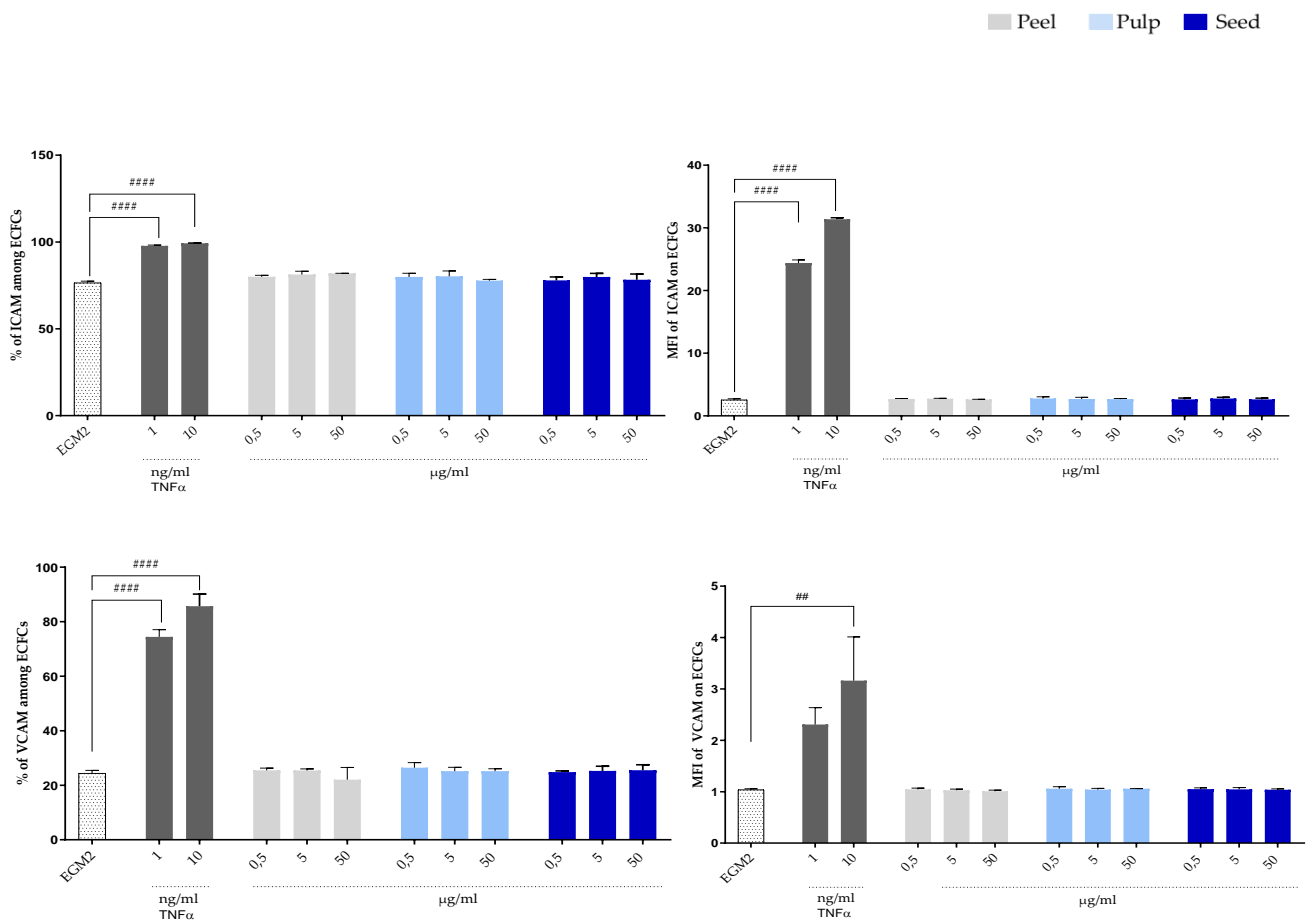 Peel Pulp Seed
% of ICAM among ECFCs
150
100
50
0
####
####
EGM2 1 10 0,5 5 50 0,5 5 50 0,5 5 50
ng/ml
TNFα
µg/ml
MFI of ICAM on ECFCs
40
30
20
10
0
####
####
EGM2 1 10 0,5 5 50 0,5 5 50 0,5 5 50
ng/ml
TNFα
µg/ml
% of VCAM among ECFCs
100
80
60
40
20
0
####
####
EGM2 1 10 0,5 5 50 0,5 5 50 0,5 5 50
ng/ml
TNFα
µg/ml
MFI of VCAM on ECFCs
5
4
3
2
1
0
##
EGM2 1 10 0,5 5 50 0,5 5 50 0,5 5 50
ng/ml
TNFα
µg/ml